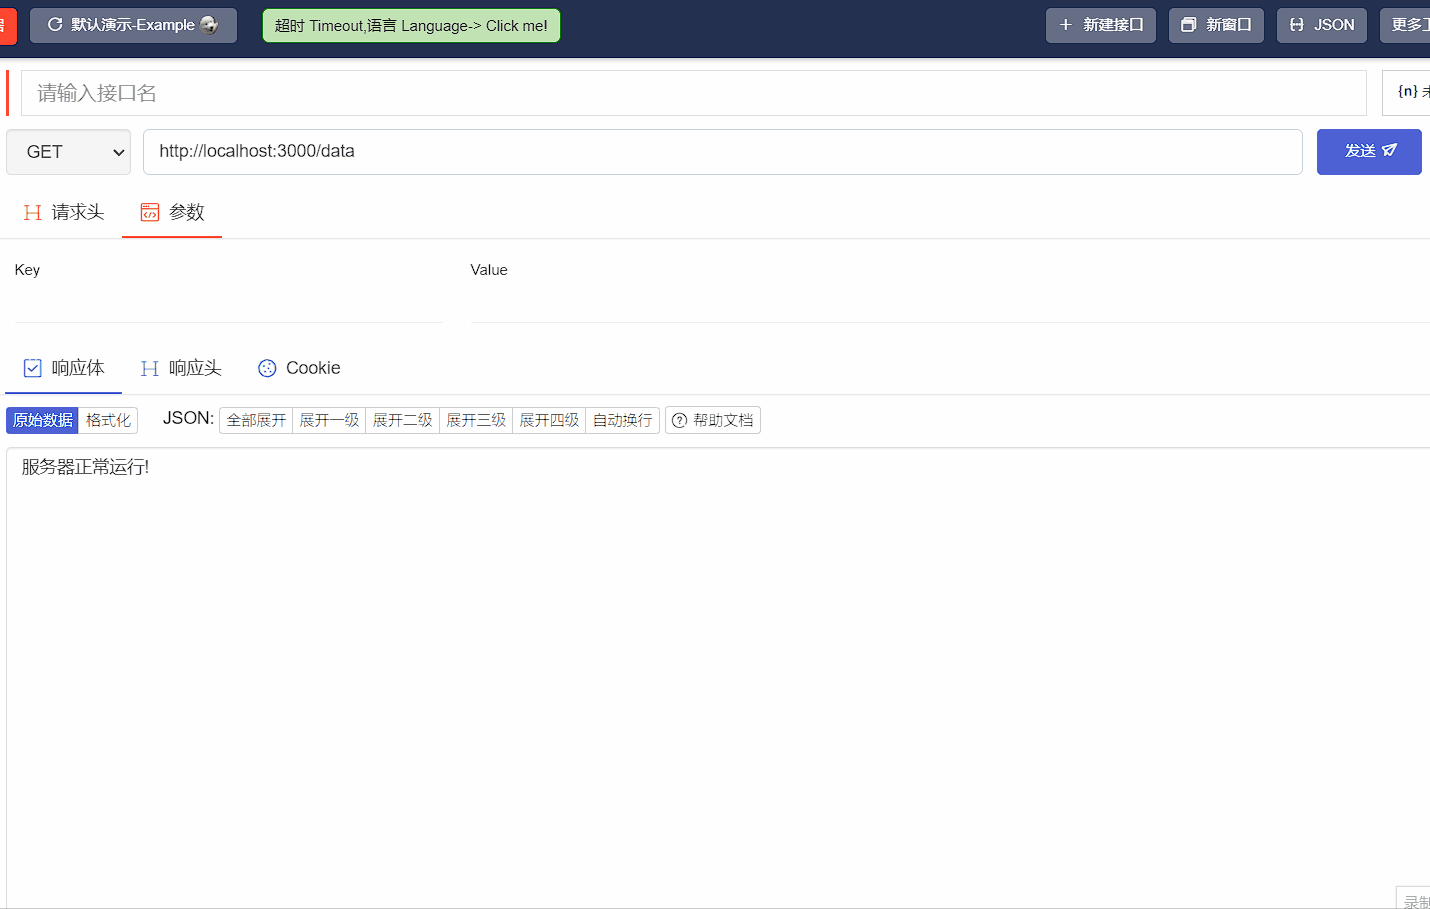 默认演示-Example
超时 Timeout,语言 Language-> Click me!
新建接口
新窗口
JSON
更多
请输入接口名
{n}
GET
http://localhost:3000/data
发送
请求头
参数
Key
Value
响应体
响应头
Cookie
原始数据
格式化
JSON:
全部展开
展开一级
展开二级
展开三级
展开四级
自动换行
帮助文档
服务器正常运行!
录制